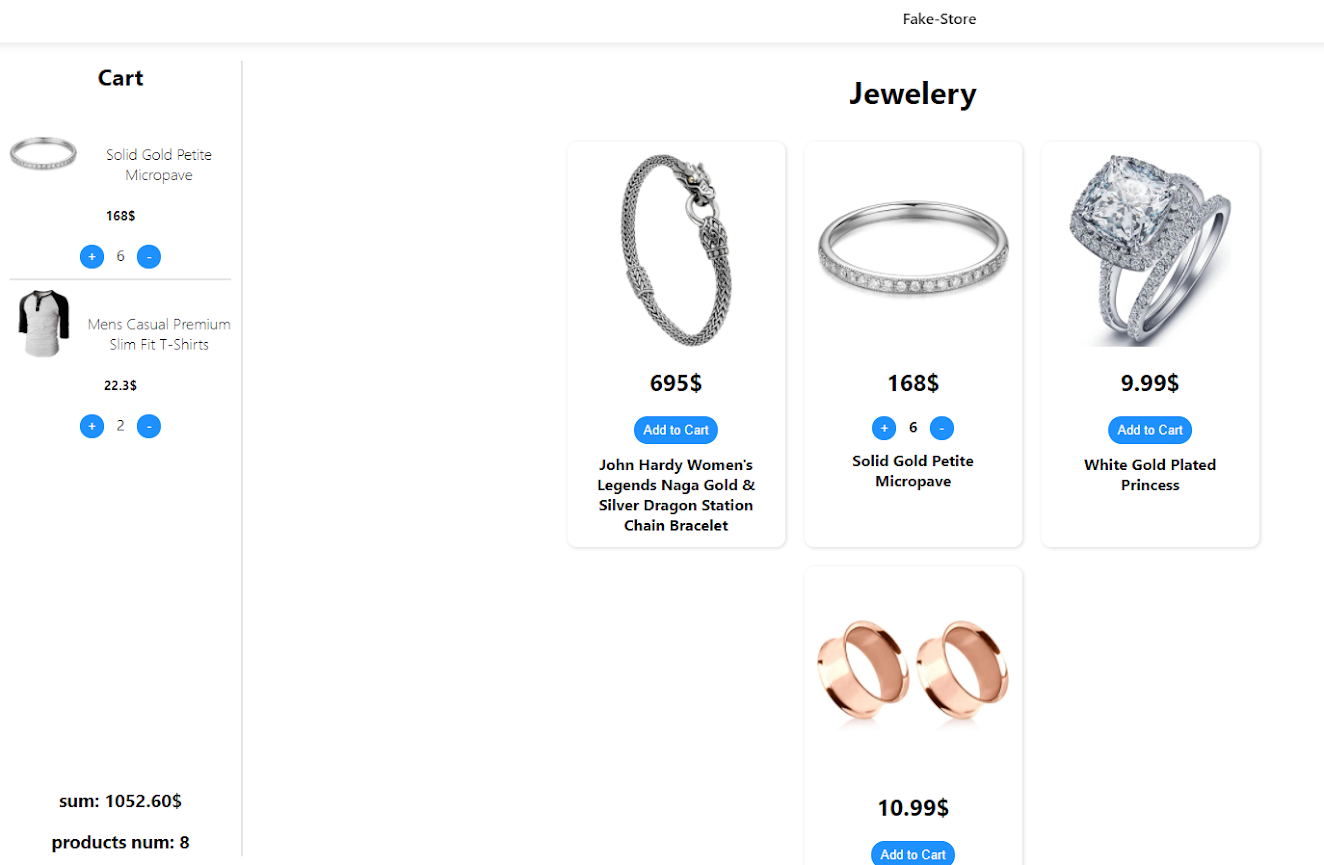 Fake-Store
Cart
Solid Gold Petite
Micropave
168$
+ 6 -
Mens Casual Premium
Slim Fit T-Shirts
22.3$
+ 2 -
sum: 1052.60$
products num: 8
Jewelery
695$
Add to Cart
John Hardy Women's
Legends Naga Gold &
Silver Dragon Station
Chain Bracelet
168$
+ 6 -
Solid Gold Petite
Micropave
9.99$
Add to Cart
White Gold Plated
Princess
10.99$
Add to Cart